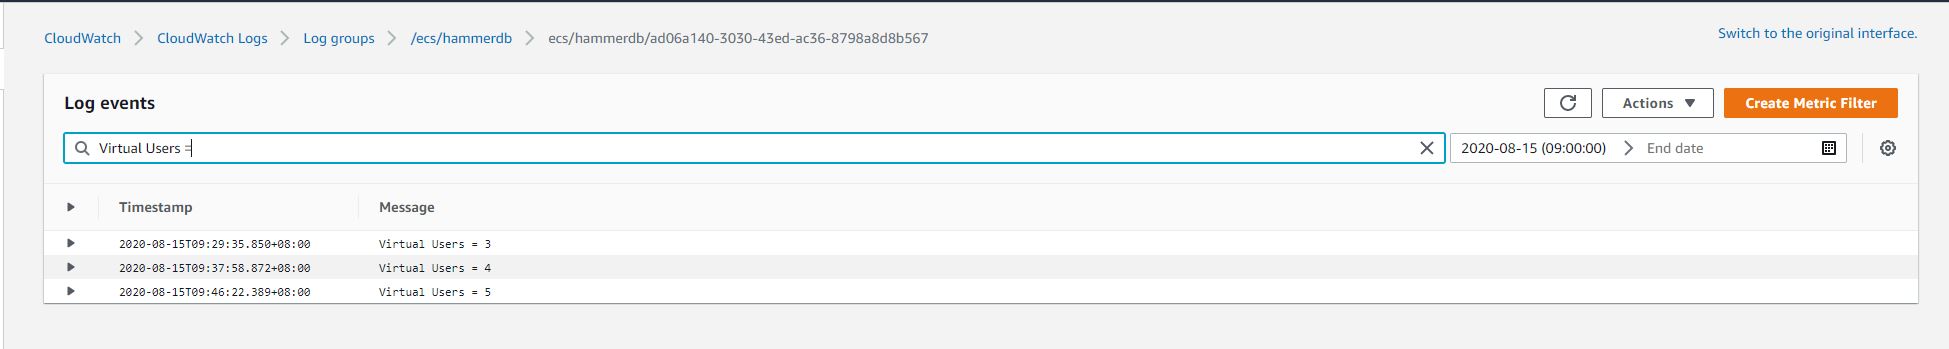 CloudWatch > CloudWatch Logs > Log groups > /ecs/hammerdb > ecs/hammerdb/ad06a140-3030-43ed-ac36-8798a8d8b567
Switch to the original interface.
Log events
Actions
Create Metric Filter
Virtual Users =
2020-08-15 (09:00:00) > End date
Timestamp Message
2020-08-15T09:29:35.850+08:00 Virtual Users = 3
2020-08-15T09:37:58.872+08:00 Virtual Users = 4
2020-08-15T09:46:22.389+08:00 Virtual Users = 5